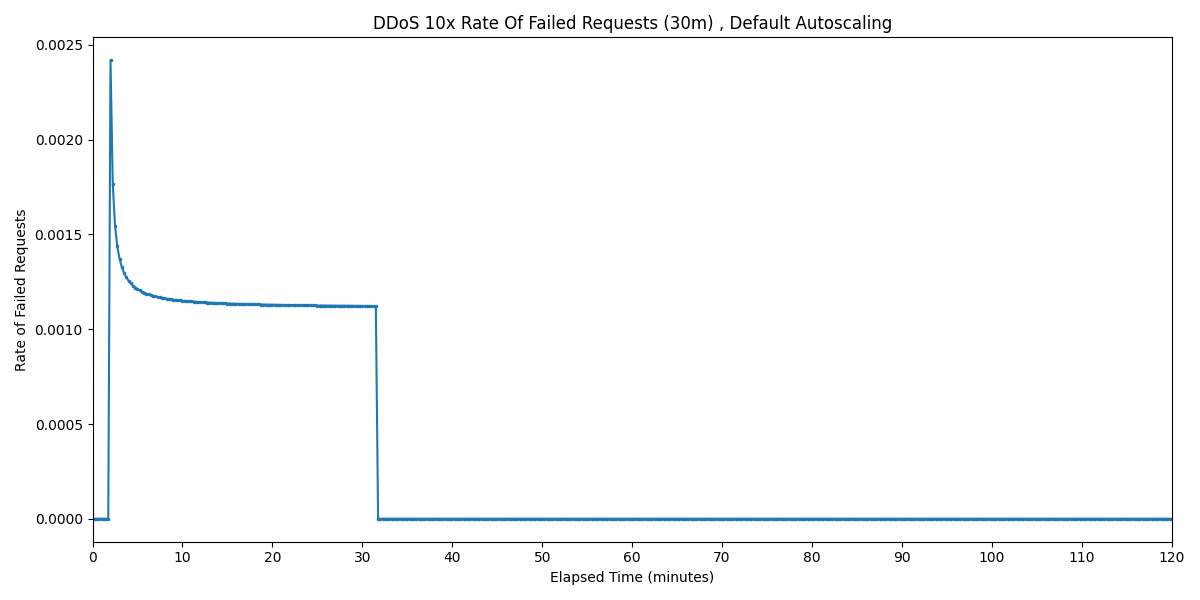 DDoS 10x Rate Of Failed Requests (30m) , Default Autoscaling
Rate of Failed Requests
0.0025
0.0020
0.0015
0.0010
0.0005
0.0000
0 10 20 30 40 50 60 70 80 90 100 110 120
Elapsed Time (minutes)